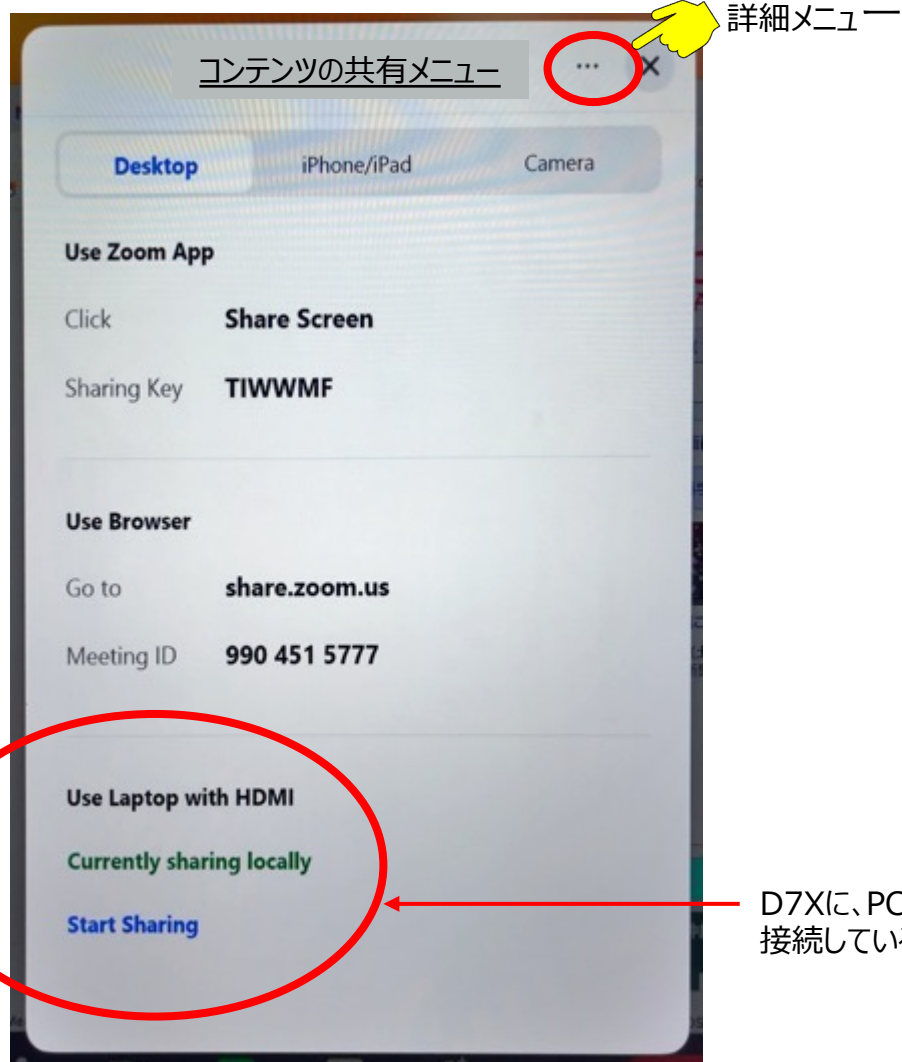 詳細メニュー
コンテンツの共有メニュー
...
Desktop iPhone/iPad Camera
Use Zoom App
Click Share Screen
Sharing Key TIWWMF
Use Browser
Go to share.zoom.us
Meeting ID 990 451 5777
Use Laptop with HDMI
Currently sharing locally
Start Sharing
D7Xに、PC
接続してい